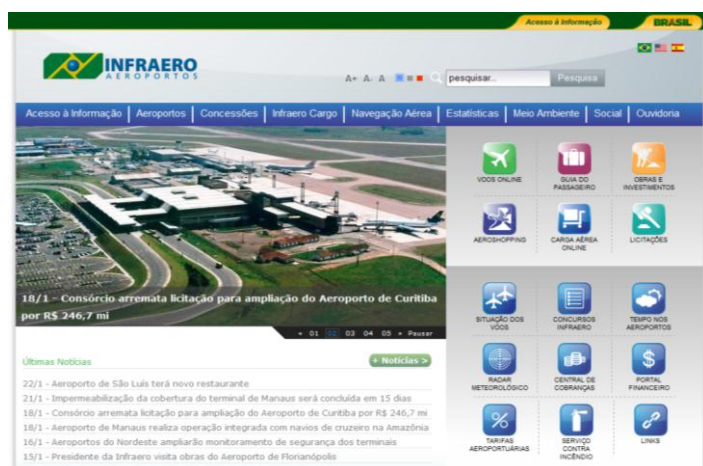 Acesso à Informação BRASIL
INFRAERO
AEROPORTOS
A+ A- A pesquisar... Pesquisa
Acesso à Informação Aeroportos Concessões Infraero Cargo Navegação Aérea Estatísticas Meio Ambiente Social Ouvidoria
18/1 - Consórcio arremata licitação para ampliação do Aeroporto de Curitiba
por R$ 246,7 mi
« 01 02 03 04 05 » Pausar
Últimas Notícias + Notícias >
22/1 - Aeroporto de São Luís terá novo restaurante
21/1 - Impermeabilização da cobertura do terminal de Manaus será concluída em 15 dias
18/1 - Consórcio arremata licitação para ampliação do Aeroporto de Curitiba por R$ 246,7 mi
18/1 - Aeroporto de Manaus realiza operação integrada com navios de cruzeiro na Amazônia
16/1 - Aeroportos do Nordeste ampliarão monitoramento de segurança dos terminais
15/1 - Presidente da Infraero visita obras do Aeroporto de Florianópolis
VOOS ONLINE
GUIA DO
PASSAGEIRO
OBRAS E
INVESTIMENTOS
AEROSHOPPING
CARGA AÉREA
ONLINE
LICITAÇÕES
SITUAÇÃO DOS
VÔOS
CONCURSOS
INFRAERO
TEMPO NOS
AEROPORTOS
RADAR
METEOROLÓGICO
CENTRAL DE
COBRANÇAS
$
PORTAL
FINANCEIRO
%
TARIFAS
AEROPORTUÁRIAS
SERVIÇO
CONTRA
INCÊNDIO
LINKS